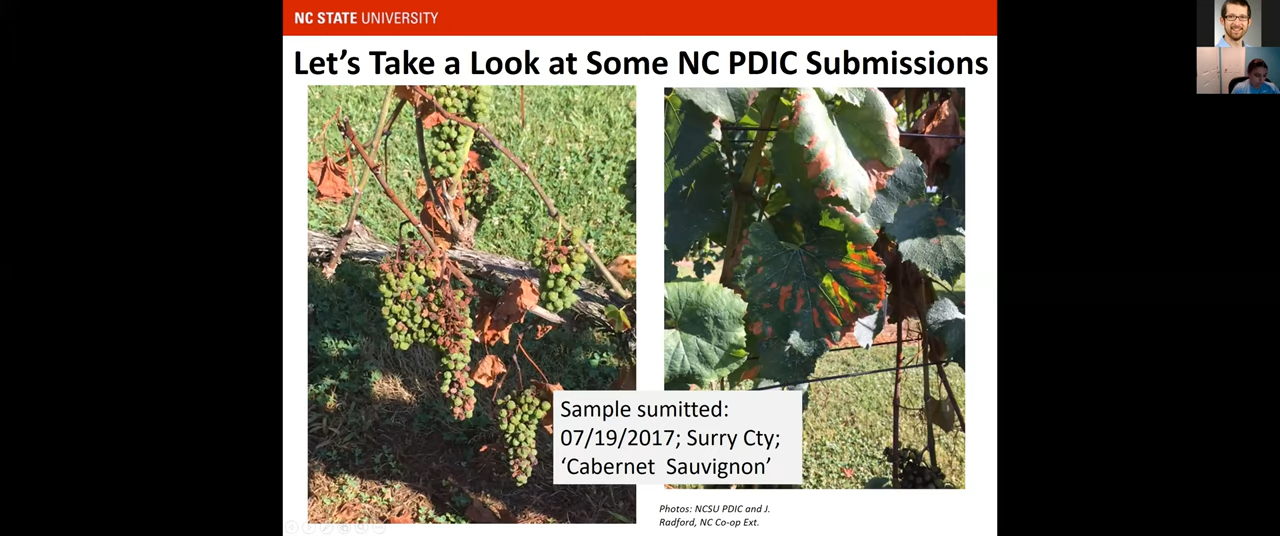 NC STATE UNIVERSITY
Let's Take a Look at Some NC PDIC Submissions
Sample sumitted:
07/19/2017; Surry Cty;
‘Cabernet Sauvignon’
Photos: NCSU PDIC and J.
Radford, NC Co-op Ext.